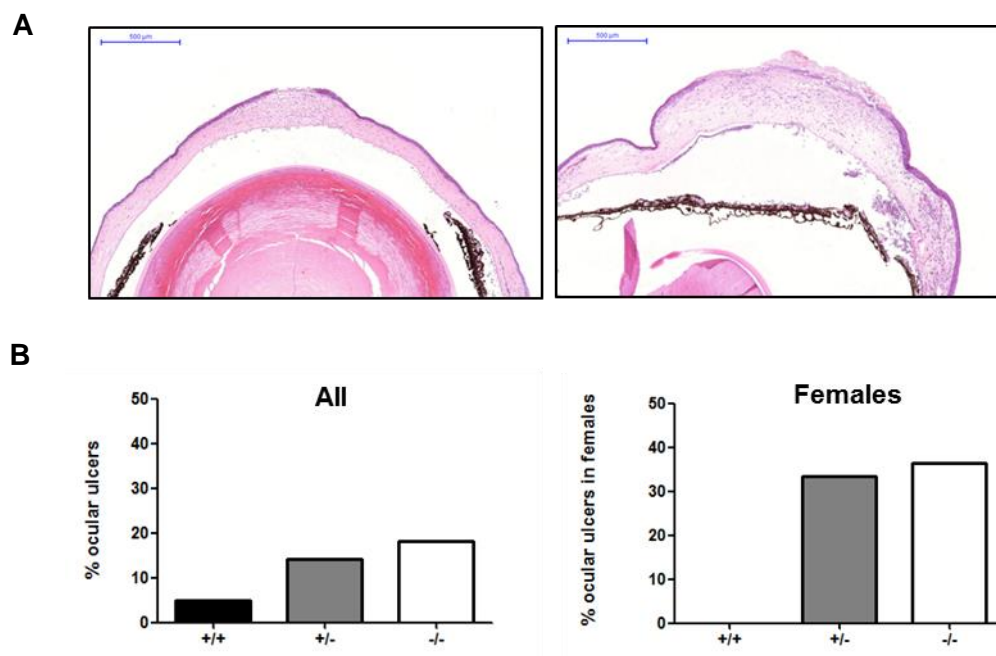 A
500 µm
500 µm
B
All
% ocular ulcers
50
40
30
20
10
0
+/+ +/- -/-
Females
% ocular ulcers in females
50
40
30
20
10
0
+/+ +/- -/-